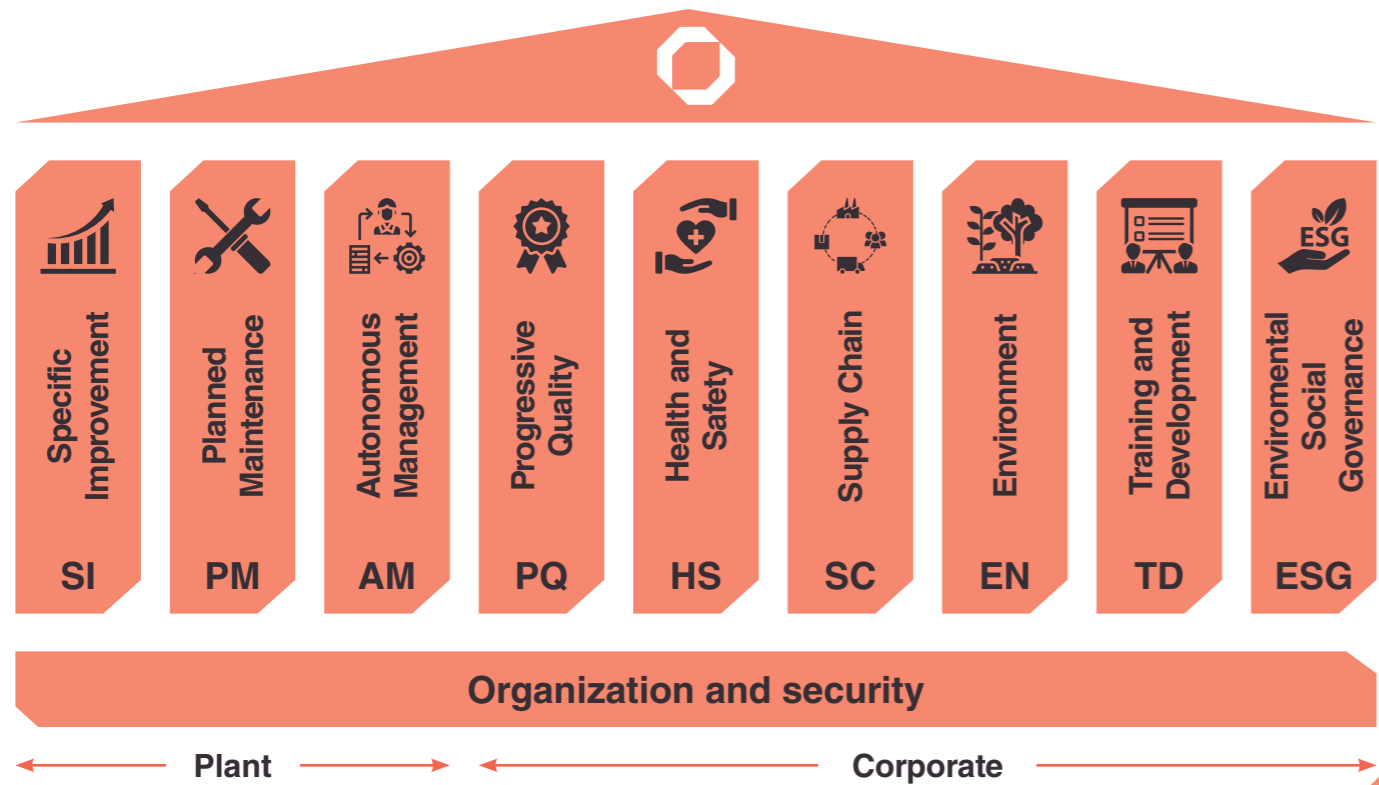 Specific
Improvement
SI
Planned
Maintenance
PM
Autonomous
Management
AM
Progressive
Quality
PQ
Health and
Safety
HS
Supply Chain
SC
Environment
EN
Training and
Development
TD
ESG
Enviromental
Social
Governance
ESG
Organization and security
Plant
Corporate